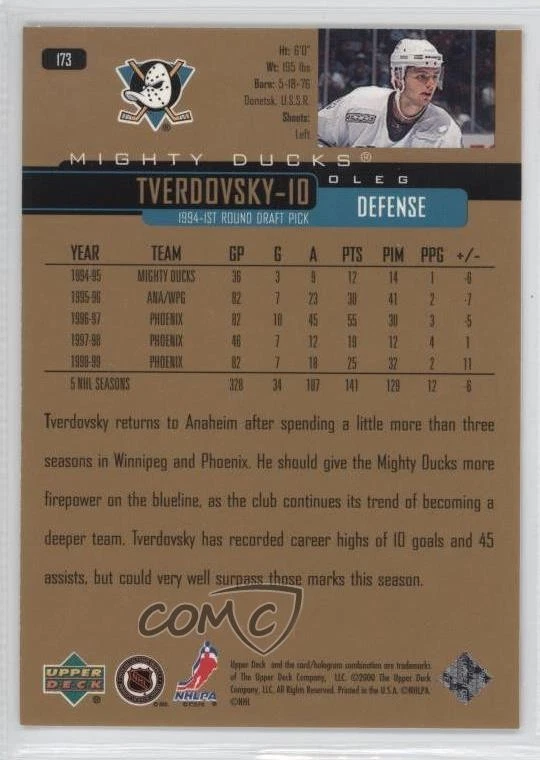 173
Ht: 6'0"
Wt: 195 lbs
Born: 5-18-76
Donetsk, U.S.S.R.
Shoots:
Left
®
MIGHTY DUCKS®
OLEG
TVERDOVSKY-10
DEFENSE
1994-1ST ROUND DRAFT PICK
YEAR TEAM GP G A PTS PIM PPG +/-
1994-95 MIGHTY DUCKS 36 3 9 12 14 1 -6
1995-96 ANA/WPG 82 7 23 30 41 2 -7
1996-97 PHOENIX 82 10 45 55 30 3 -5
1997-98 PHOENIX 46 7 12 19 12 4 1
1998-99 PHOENIX 82 7 18 25 32 2 11
5 NHL SEASONS 328 34 107 141 129 12 -6
Tverdovsky returns to Anaheim after spending a little more than three
seasons in Winnipeg and Phoenix. He should give the Mighty Ducks more
firepower on the blueline, as the club continues its trend of becoming a
deeper team. Tverdovsky has recorded career highs of 10 goals and 45
assists, but could very well surpass those marks this season.
COMC
UPPER DECK ®
NHL
NHLPA
Upper Deck and the card/hologram combination are trademarks
of The Upper Deck Company, LLC. ©2000 The Upper Deck
Company, LLC. All Rights Reserved. Printed in the U.S.A. ©NHLPA.
©NHL